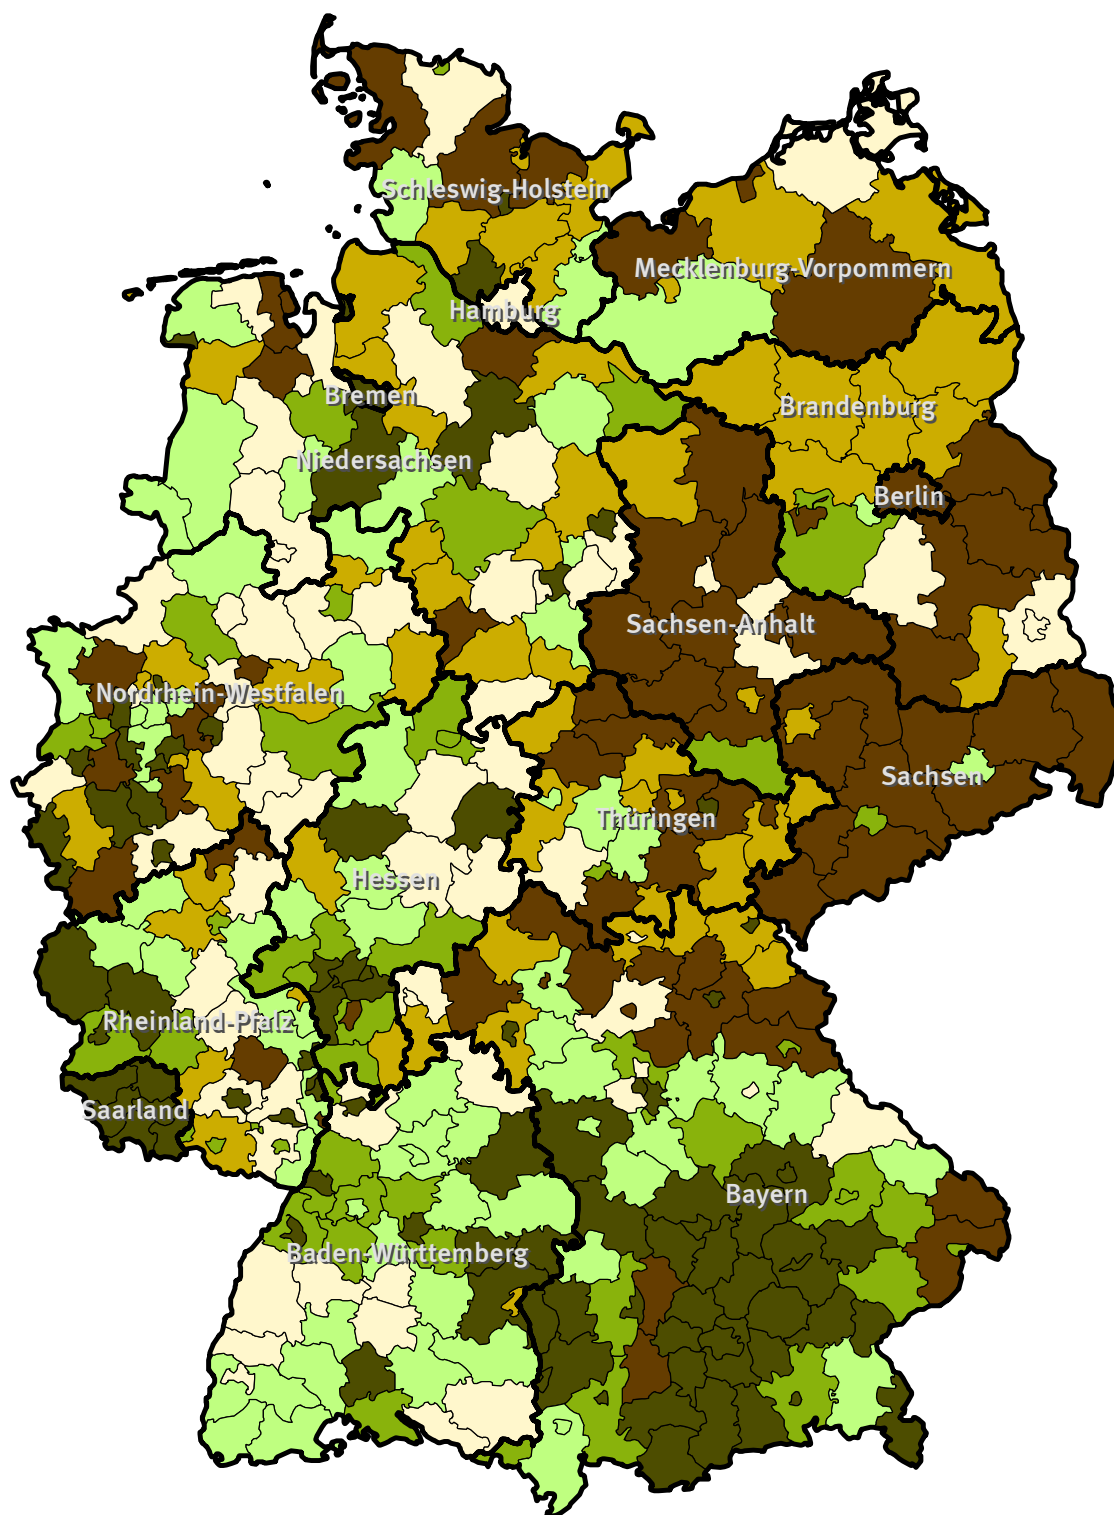 Schleswig-Holstein
Mecklenburg-Vorpommern
Hamburg
Bremen
Brandenburg
Niedersachsen
Berlin
Sachsen-Anhalt
Nordrhein-Westfalen
Sachsen
Thüringen
Hessen
Rheinland-Pfalz
Saarland
Bayern
Baden-Württemberg